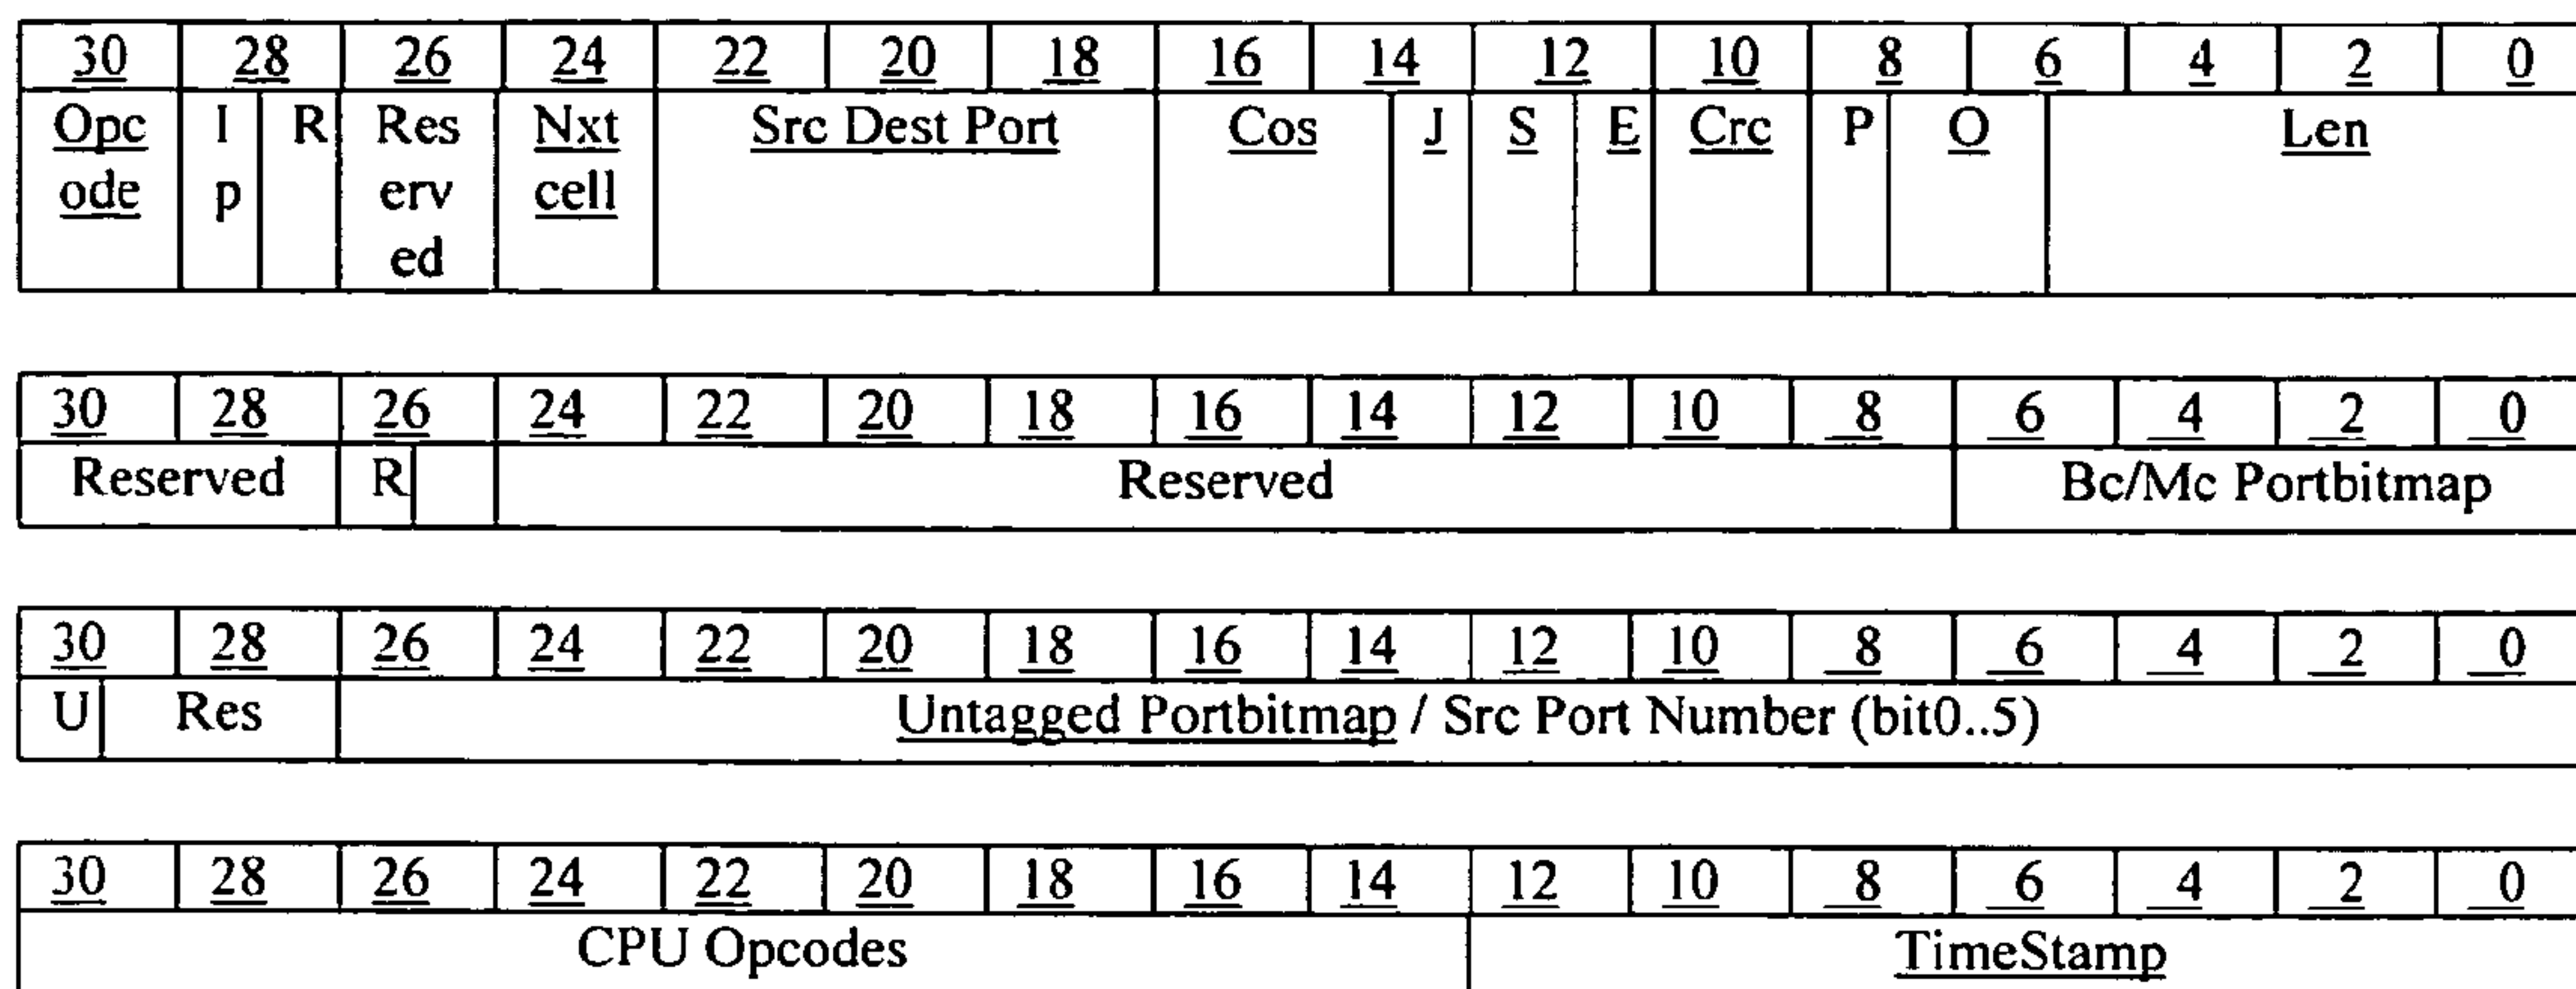 30 28 26 24 22 20 18 16 14 12 10 8 6 4 2 0
Opc I R Res Nxt Src Dest Port Cos J S E Crc P O Len
ode p erv cell
ed
30 28 26 24 22 20 18 16 14 12 10 8 6 4 2 0
Reserved R Reserved Bc/Mc Portbitmap
30 28 26 24 22 20 18 16 14 12 10 8 6 4 2 0
U Res Untagged Portbitmap / Src Port Number (bit0..5)
30 28 26 24 22 20 18 16 14 12 10 8 6 4 2 0
CPU Opcodes TimeStamp